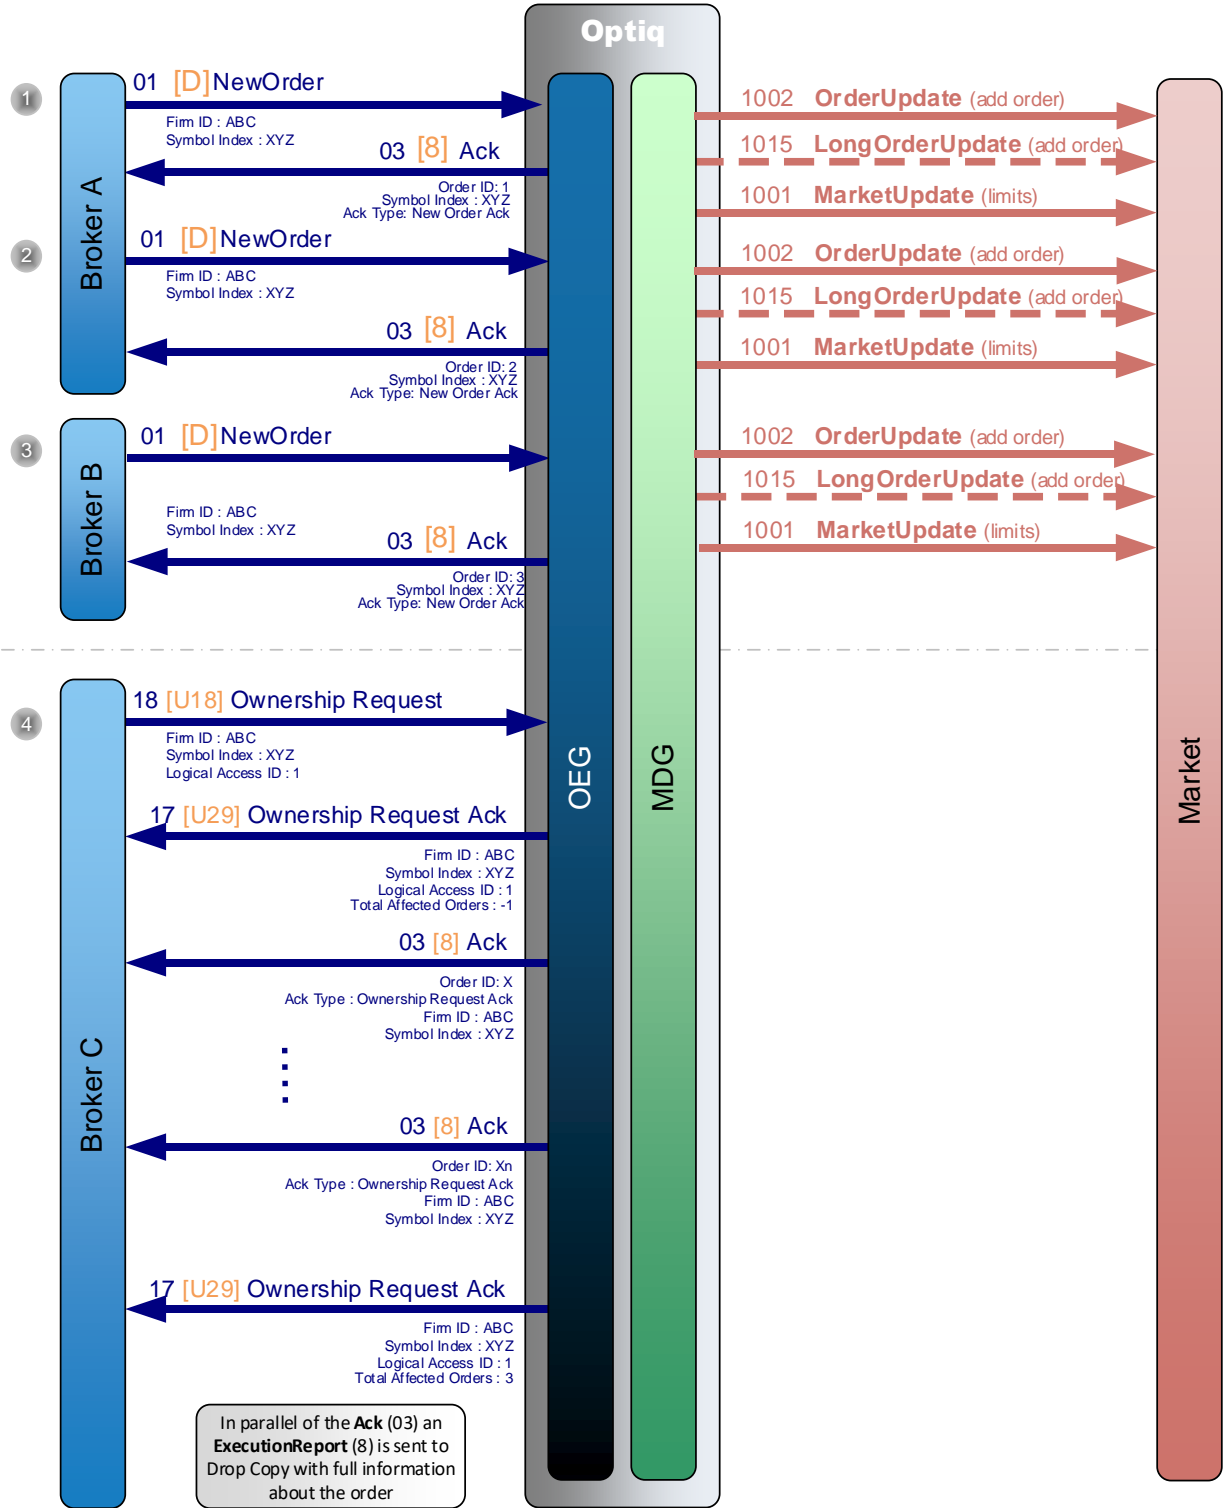 Optiq
1
01 [D]NewOrder
Firm ID : ABC
Symbol Index : XYZ
03 [8] Ack
Order ID: 1
Symbol Index : XYZ
Ack Type: New Order Ack
1002 OrderUpdate (add order)
1015 LongOrderUpdate (add order)
1001 MarketUpdate (limits)
Broker A
2
01 [D]NewOrder
Firm ID : ABC
Symbol Index : XYZ
03 [8] Ack
Order ID: 2
Symbol Index : XYZ
Ack Type: New Order Ack
1002 OrderUpdate (add order)
1015 LongOrderUpdate (add order)
1001 MarketUpdate (limits)
3
Broker B
01 [D]NewOrder
Firm ID : ABC
Symbol Index : XYZ
03 [8] Ack
Order ID: 3
Symbol Index : XYZ
Ack Type: New Order Ack
1002 OrderUpdate (add order)
1015 LongOrderUpdate (add order)
1001 MarketUpdate (limits)
4
18 [U18] Ownership Request
Firm ID : ABC
Symbol Index : XYZ
Logical Access ID : 1
OEG
MDG
Market
17 [U29] Ownership Request Ack
Firm ID : ABC
Symbol Index : XYZ
Logical Access ID : 1
Total Affected Orders : -1
03 [8] Ack
Order ID: X
Ack Type : Ownership Request Ack
Firm ID : ABC
Symbol Index : XYZ
Broker C
03 [8] Ack
Order ID: Xn
Ack Type : Ownership Request Ack
Firm ID : ABC
Symbol Index : XYZ
17 [U29] Ownership Request Ack
Firm ID : ABC
Symbol Index : XYZ
Logical Access ID : 1
Total Affected Orders : 3
In parallel of the Ack (03) an
ExecutionReport (8) is sent to
Drop Copy with full information
about the order